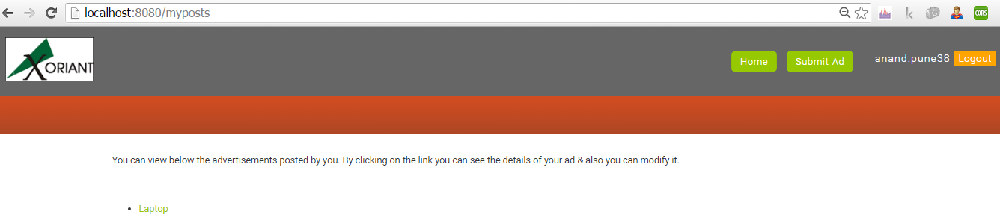 localhost:8080/myposts
k
G
CORS
XORIANT
Home
Submit Ad
anand.pune38
Logout
You can view below the advertisements posted by you. By clicking on the link you can see the details of your ad & also you can modify it.
• Laptop